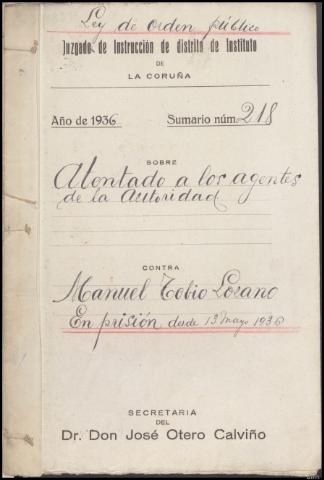 Ley de orden público
Juzgado de Instrucción de distrito de Instituto
DE
LA CORUÑA
Año de 1936 Sumario núm. 218
SOBRE
Atentado a los agentes
de la autoridad
CONTRA
Manuel Tobio Lozano
En prisión desde 13 Mayo 1936
SECRETARIA
DEL
Dr. Don José Otero Calviño